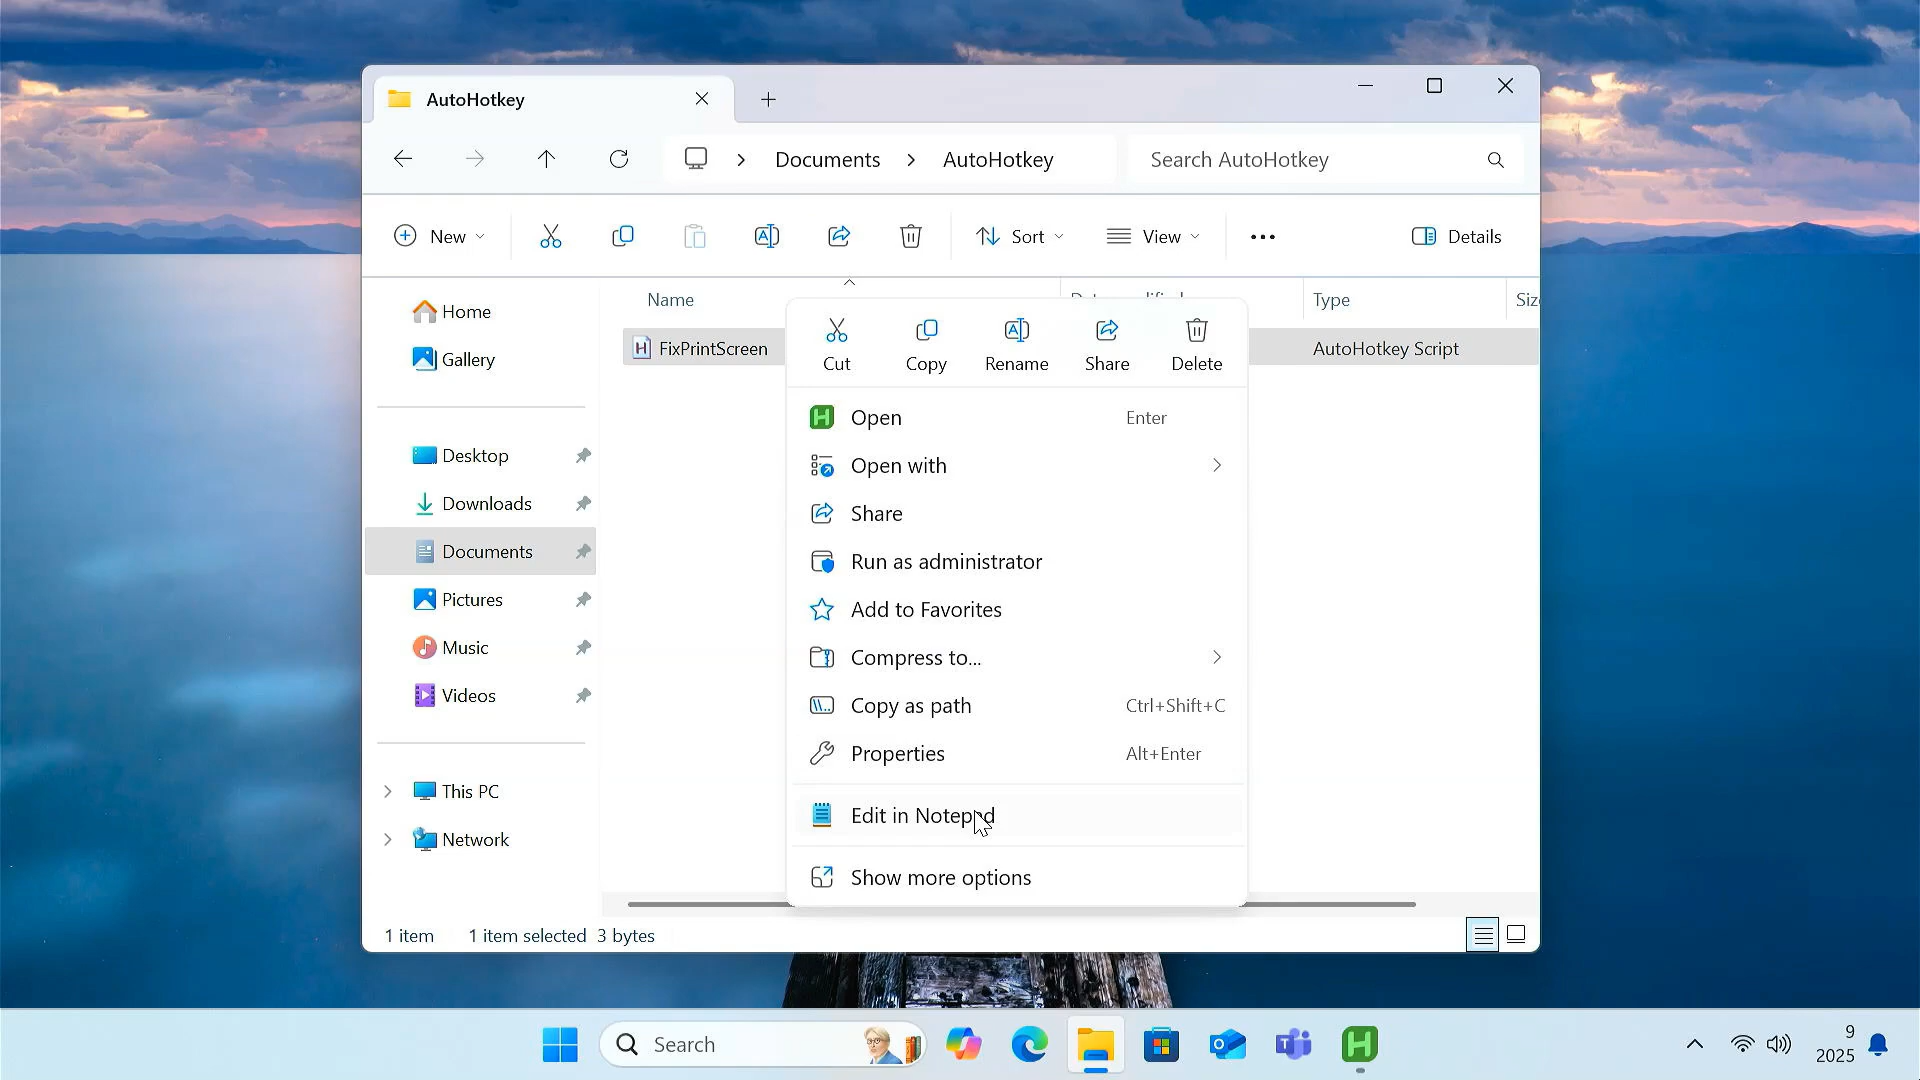 AutoHotkey
Documents
AutoHotkey
Search AutoHotkey
New
Sort
View
Details
Name
Type
Siz
FixPrintScreen
AutoHotkey Script
Cut
Copy
Rename
Share
Delete
Open Enter
Open with
Share
Run as administrator
Add to Favorites
Compress to...
Copy as path Ctrl+Shift+C
Properties Alt+Enter
Edit in Notepad
Show more options
Home
Gallery
Desktop
Downloads
Documents
Pictures
Music
Videos
This PC
Network
1 item 1 item selected 3 bytes
Search
9
2025